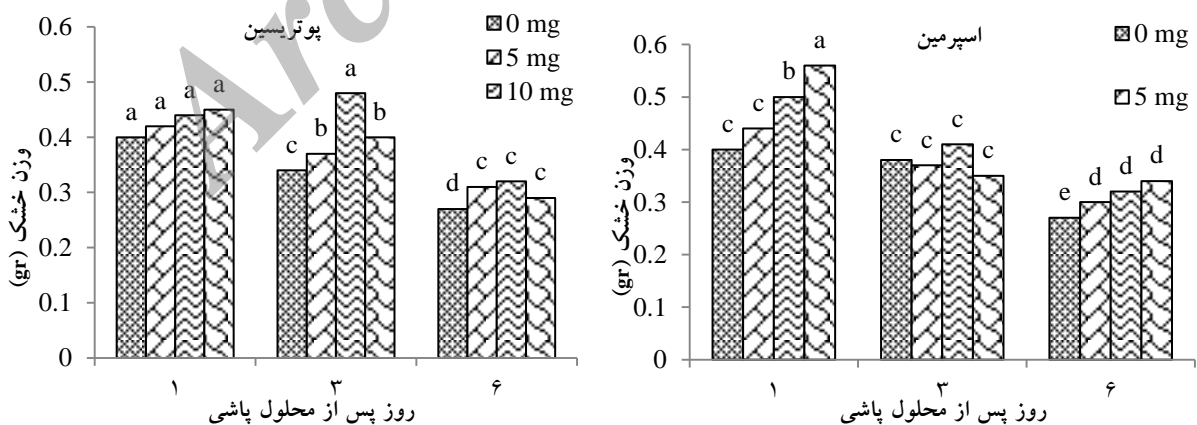 پوتریسین
0 mg
5 mg
10 mg
0.6
0.5
0.4
0.3
0.2
0.1
0
وزن خشک (gr)
a a a a
c b a b
d c c c
۱ ۳ ۶
روز پس از محلول پاشی
Arc
اسپرمین
0 mg
5 mg
0.6
0.5
0.4
0.3
0.2
0.1
0
وزن خشک (gr)
c c b a
c c c c
e d d d
۱ ۳ ۶
روز پس از محلول پاشی